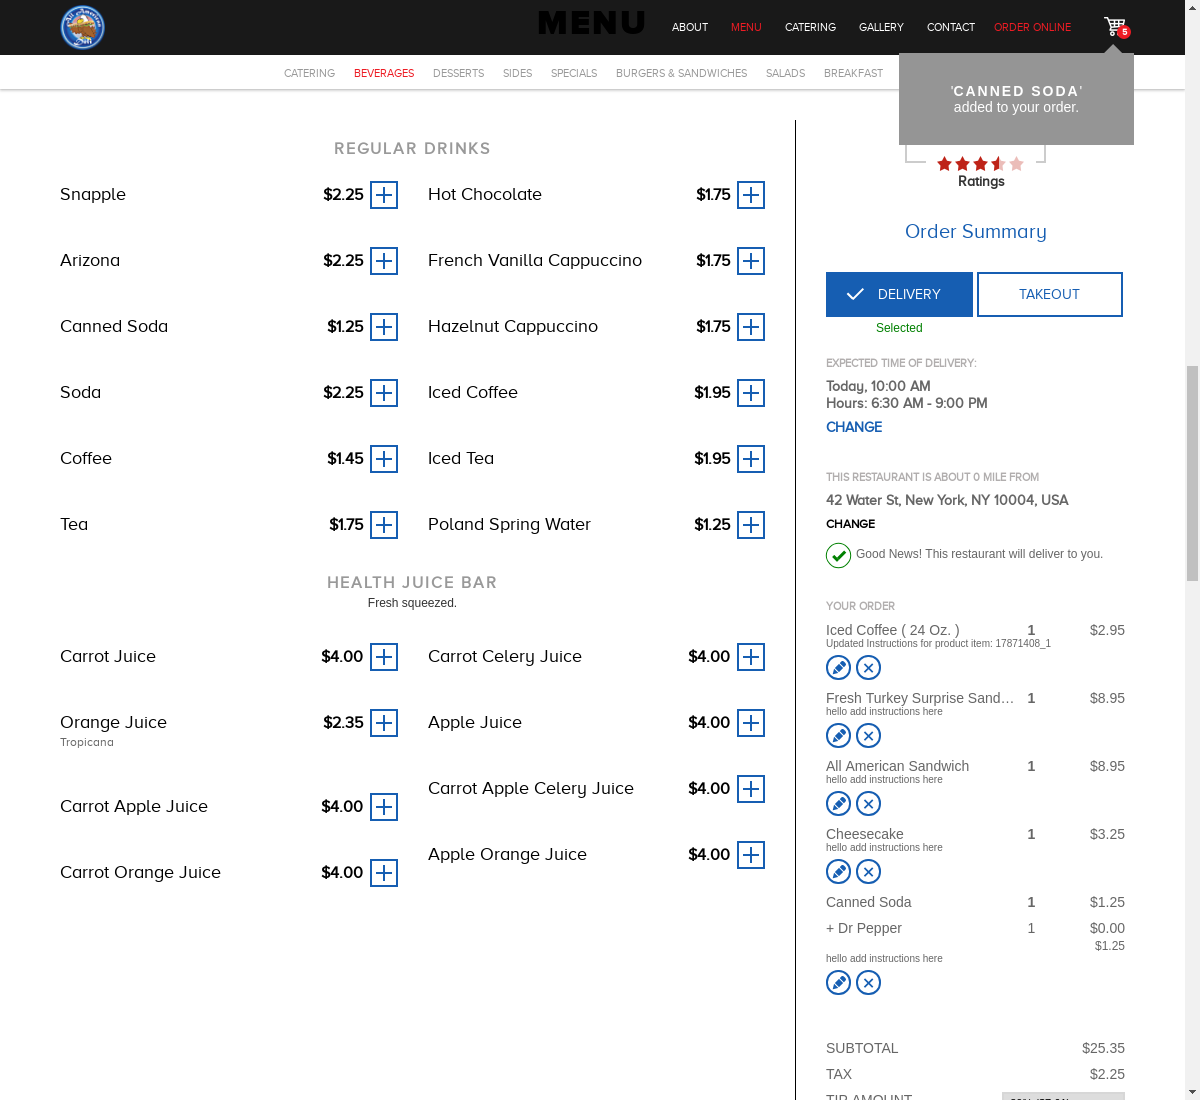 All American
Deli
MENU
ABOUT
MENU
CATERING
GALLERY
CONTACT
ORDER ONLINE
5
CATERING
BEVERAGES
DESSERTS
SIDES
SPECIALS
BURGERS & SANDWICHES
SALADS
BREAKFAST
'CANNED SODA'
added to your order.
REGULAR DRINKS
Snapple $2.25
Hot Chocolate $1.75
Arizona $2.25
French Vanilla Cappuccino $1.75
Canned Soda $1.25
Hazelnut Cappuccino $1.75
Soda $2.25
Iced Coffee $1.95
Coffee $1.45
Iced Tea $1.95
Tea $1.75
Poland Spring Water $1.25
HEALTH JUICE BAR
Fresh squeezed.
Carrot Juice $4.00
Carrot Celery Juice $4.00
Orange Juice $2.35
Tropicana
Apple Juice $4.00
Carrot Apple Celery Juice $4.00
Carrot Apple Juice $4.00
Apple Orange Juice $4.00
Carrot Orange Juice $4.00
Ratings
Order Summary
DELIVERY
TAKEOUT
Selected
EXPECTED TIME OF DELIVERY:
Today, 10:00 AM
Hours: 6:30 AM - 9:00 PM
CHANGE
THIS RESTAURANT IS ABOUT 0 MILE FROM
42 Water St, New York, NY 10004, USA
CHANGE
Good News! This restaurant will deliver to you.
YOUR ORDER
Iced Coffee ( 24 Oz. ) 1 $2.95
Updated Instructions for product item: 17871408_1
Fresh Turkey Surprise Sand... 1 $8.95
hello add instructions here
All American Sandwich 1 $8.95
hello add instructions here
Cheesecake 1 $3.25
hello add instructions here
Canned Soda 1 $1.25
+ Dr Pepper 1 $0.00
$1.25
hello add instructions here
SUBTOTAL $25.35
TAX $2.25
TIP AMOUNT